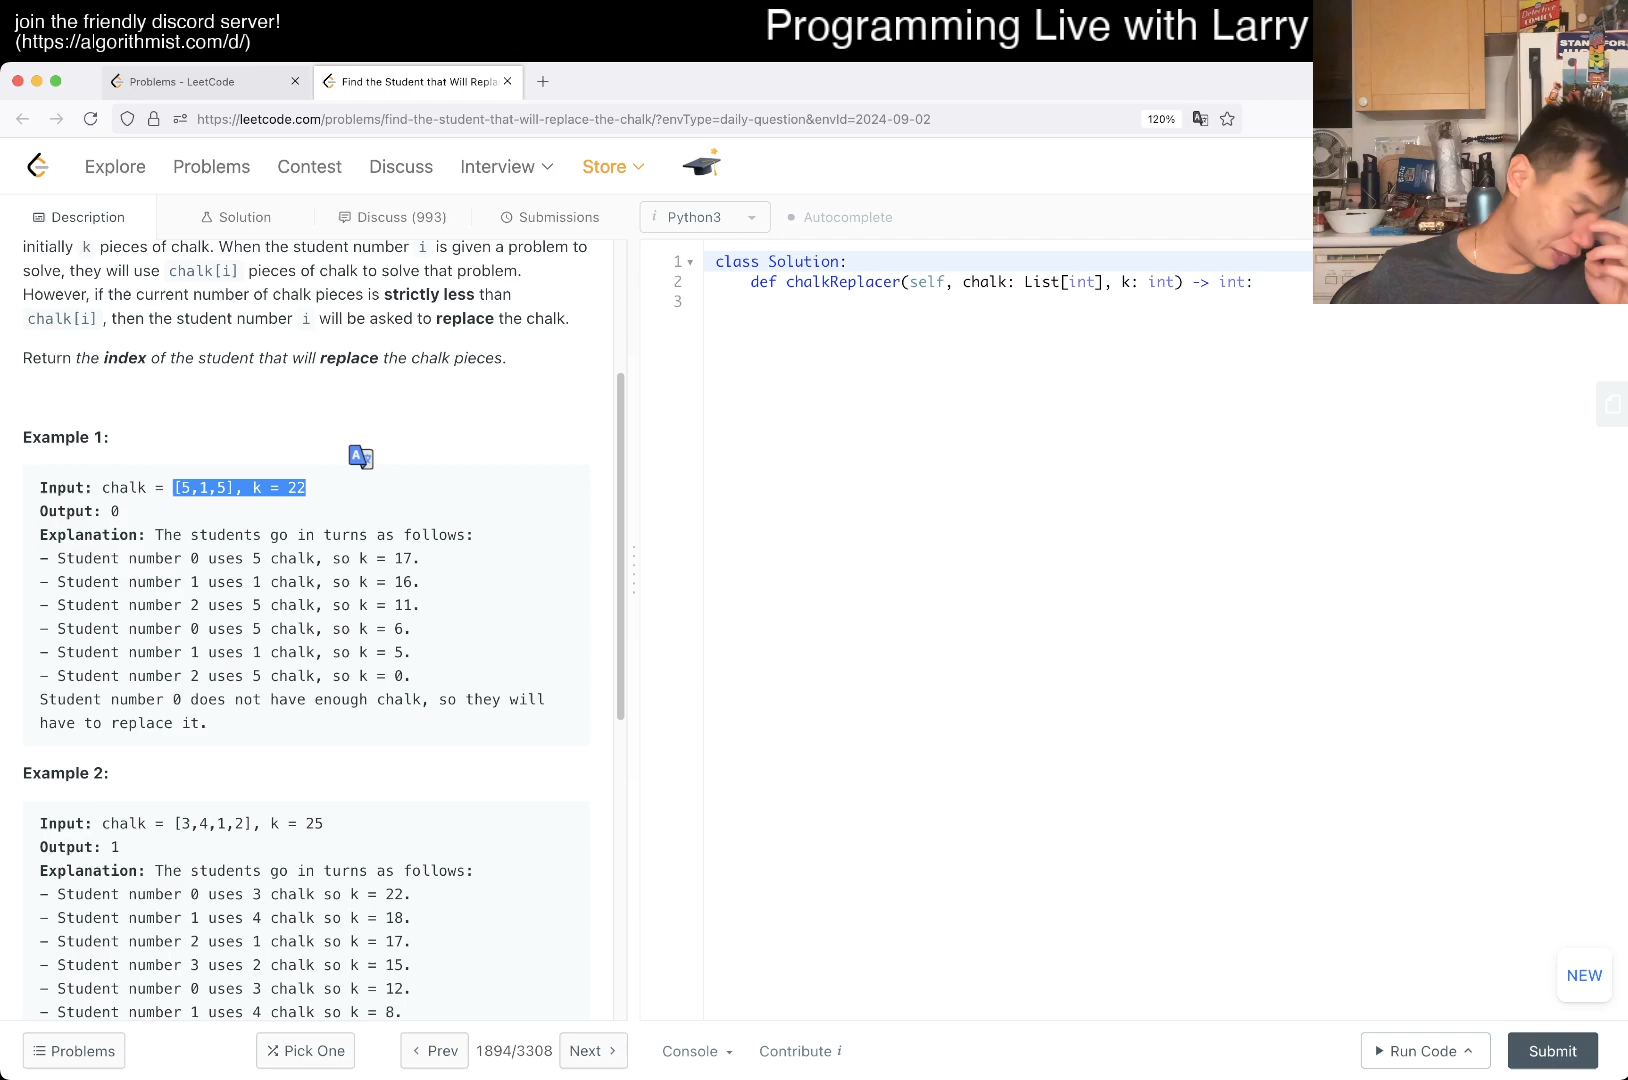 join the friendly discord server!
(https://algorithmist.com/d/)
Programming Live with Larry
Problems - LeetCode
Find the Student that Will Repla
https://leetcode.com/problems/find-the-student-that-will-replace-the-chalk/?envType=daily-question&envId=2024-09-02
120%
Explore
Problems
Contest
Discuss
Interview
Store
Description
Solution
Discuss (993)
Submissions
i Python3
Autocomplete
initially k pieces of chalk. When the student number i is given a problem to
solve, they will use chalk[i] pieces of chalk to solve that problem.
However, if the current number of chalk pieces is strictly less than
chalk[i], then the student number i will be asked to replace the chalk.
Return the index of the student that will replace the chalk pieces.
Example 1:
Input: chalk = [5,1,5], k = 22
Output: 0
Explanation: The students go in turns as follows:
- Student number 0 uses 5 chalk, so k = 17.
- Student number 1 uses 1 chalk, so k = 16.
- Student number 2 uses 5 chalk, so k = 11.
- Student number 0 uses 5 chalk, so k = 6.
- Student number 1 uses 1 chalk, so k = 5.
- Student number 2 uses 5 chalk, so k = 0.
Student number 0 does not have enough chalk, so they will
have to replace it.
Example 2:
Input: chalk = [3,4,1,2], k = 25
Output: 1
Explanation: The students go in turns as follows:
- Student number 0 uses 3 chalk so k = 22.
- Student number 1 uses 4 chalk so k = 18.
- Student number 2 uses 1 chalk so k = 17.
- Student number 3 uses 2 chalk so k = 15.
- Student number 0 uses 3 chalk so k = 12.
- Student number 1 uses 4 chalk so k = 8.
1 class Solution:
2 def chalkReplacer(self, chalk: List[int], k: int) -> int:
3
NEW
Problems
Pick One
Prev
1894/3308
Next
Console
Contribute i
Run Code
Submit